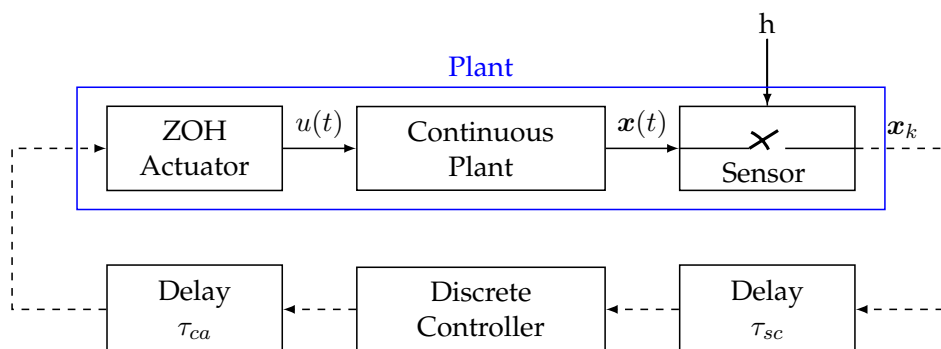 h
Plant
ZOH
Actuator
u(t)
Continuous
Plant
x(t)
Sensor
x_k
Delay
τ_ca
Discrete
Controller
Delay
τ_sc